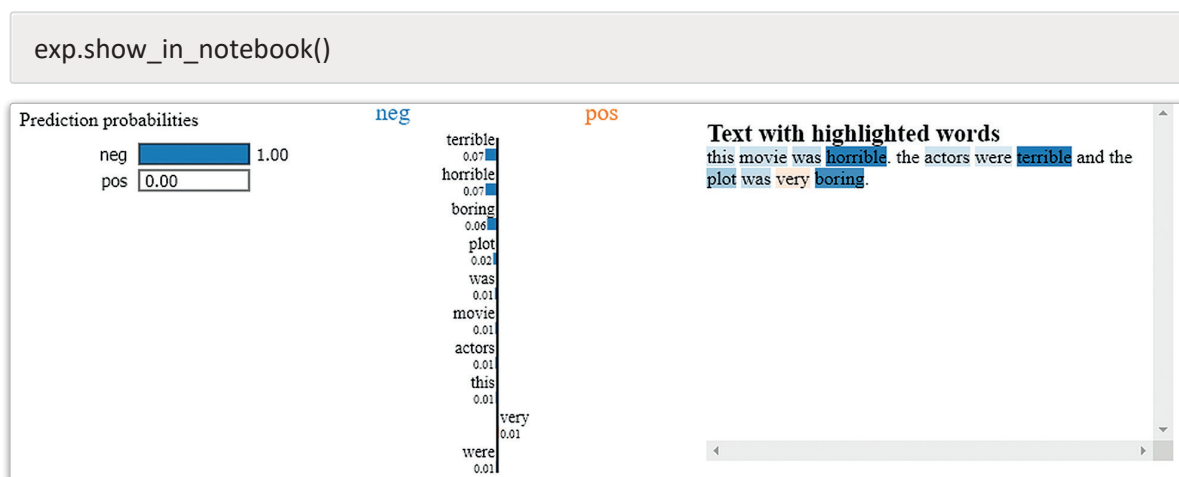 exp.show_in_notebook()
Prediction probabilities
neg 1.00
pos 0.00
neg pos
terrible
0.07
horrible
0.07
boring
0.06
plot
0.02
was
0.01
movie
0.01
actors
0.01
this
0.01
very
0.01
were
0.01
Text with highlighted words
this movie was horrible. the actors were terrible and the
plot was very boring.